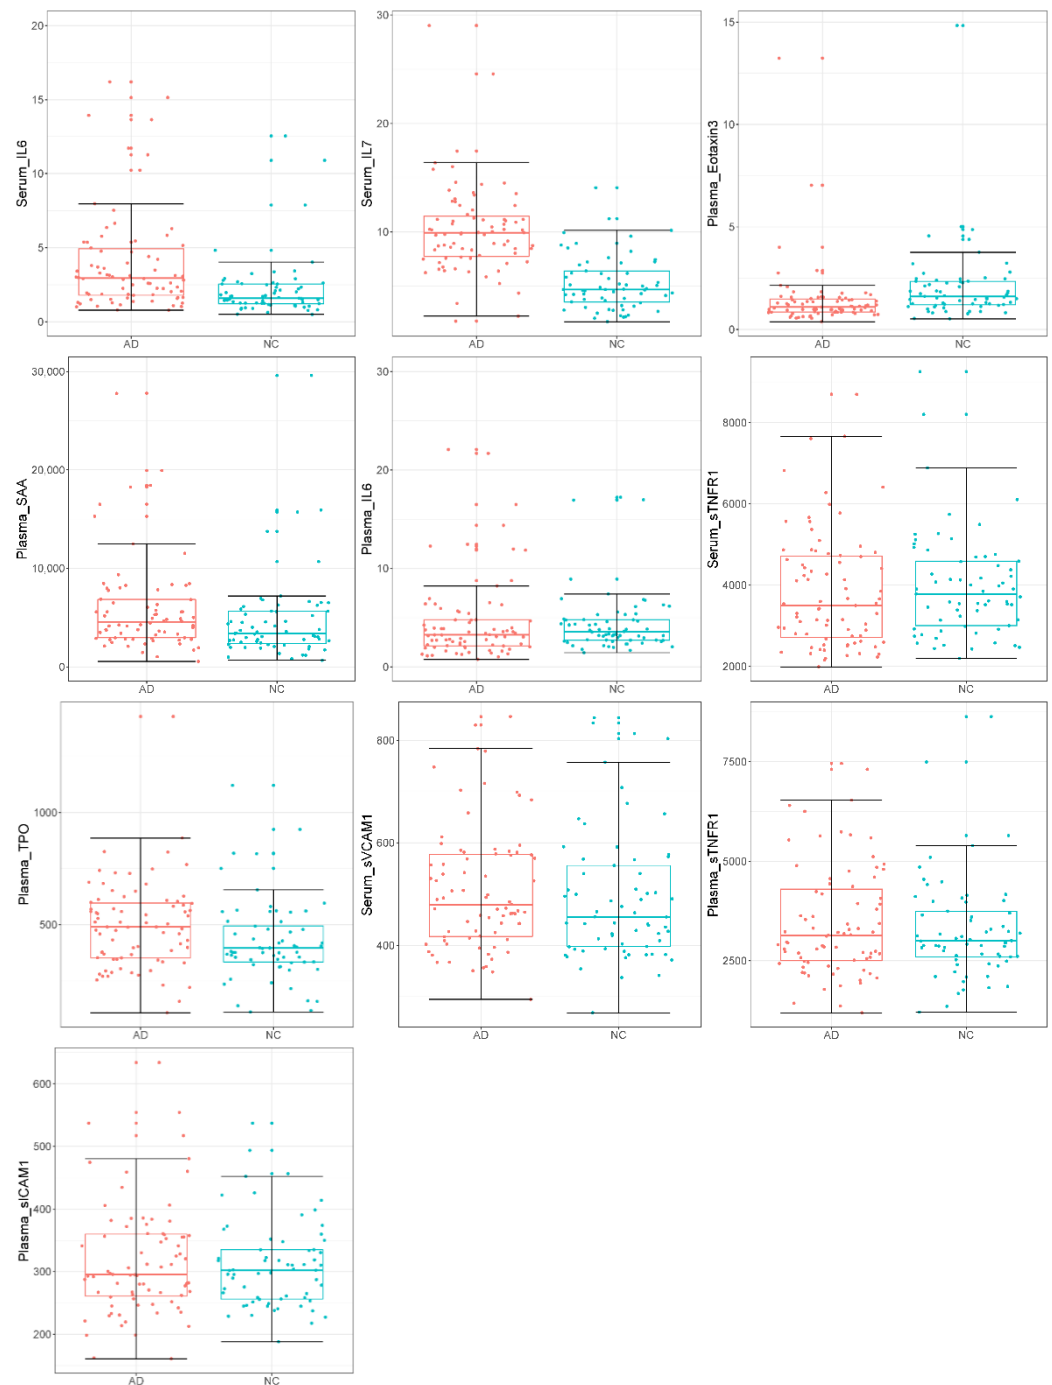 Serum_IL6
20
15
10
5
0
AD
NC
Serum_IL7
30
20
10
AD
NC
Plasma_Eotaxin3
15
10
5
0
AD
NC
Plasma_SAA
30,000
20,000
10,000
0
AD
NC
Plasma_IL6
30
20
10
0
AD
NC
Serum_sTNFR1
8000
6000
4000
2000
AD
NC
Plasma_TPO
1000
500
AD
NC
Serum_sVCAM1
800
600
400
AD
NC
Plasma_sTNFR1
7500
5000
2500
AD
NC
Plasma_sICAM1
600
500
400
300
200
AD
NC